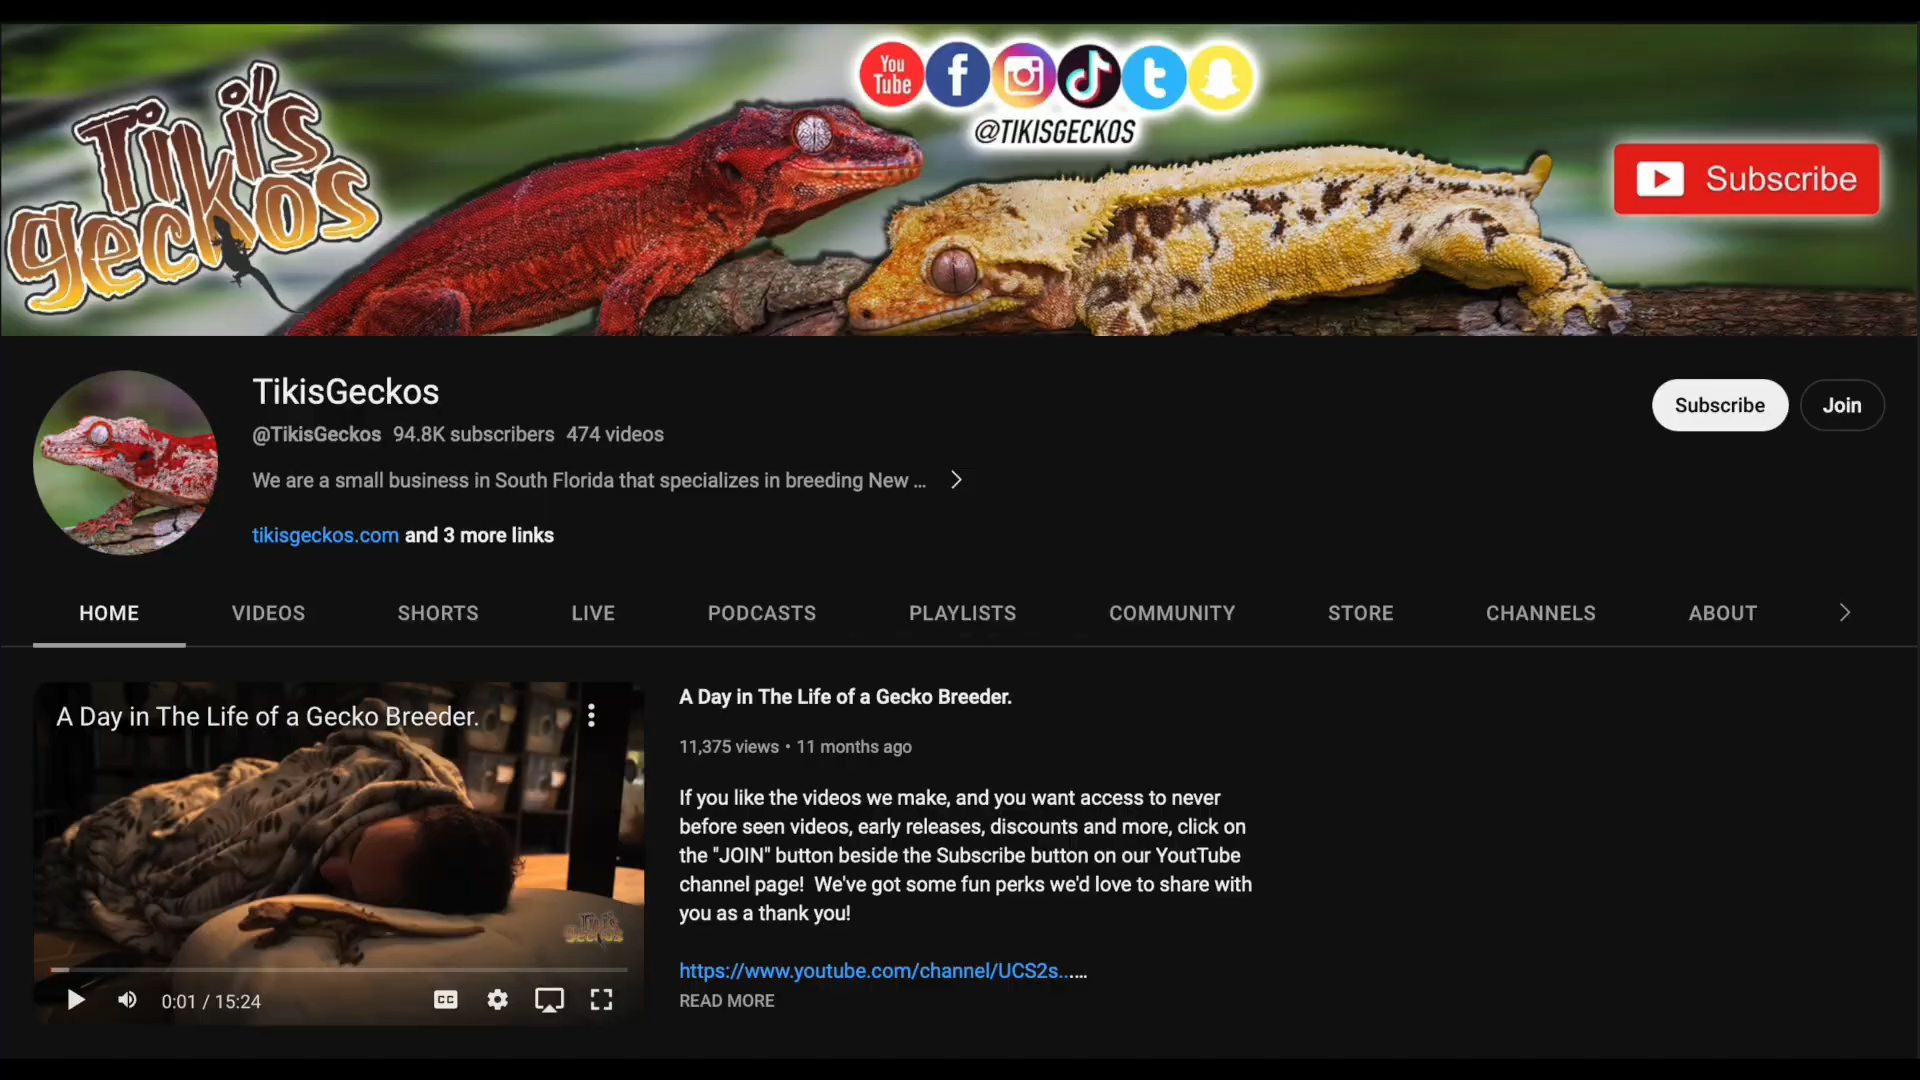 Tiki's
geckos
You
Tube
@TIKISGECKOS
Subscribe
TikisGeckos
@TikisGeckos 94.8K subscribers 474 videos
We are a small business in South Florida that specializes in breeding New ...
tikisgeckos.com and 3 more links
Subscribe
Join
HOME VIDEOS SHORTS LIVE PODCASTS PLAYLISTS COMMUNITY STORE CHANNELS ABOUT
A Day in The Life of a Gecko Breeder.
Tiki's
geckos
0:01 / 15:24
CC
A Day in The Life of a Gecko Breeder.
11,375 views • 11 months ago
If you like the videos we make, and you want access to never
before seen videos, early releases, discounts and more, click on
the "JOIN" button beside the Subscribe button on our YoutTube
channel page!  We've got some fun perks we'd love to share with
you as a thank you!
https://www.youtube.com/channel/UCS2s......
READ MORE